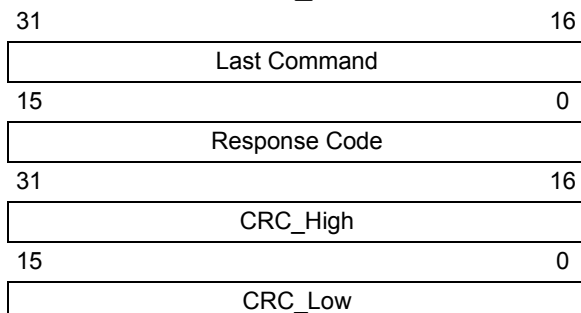 31 16
Last Command
15 0
Response Code
31 16
CRC_High
15 0
CRC_Low